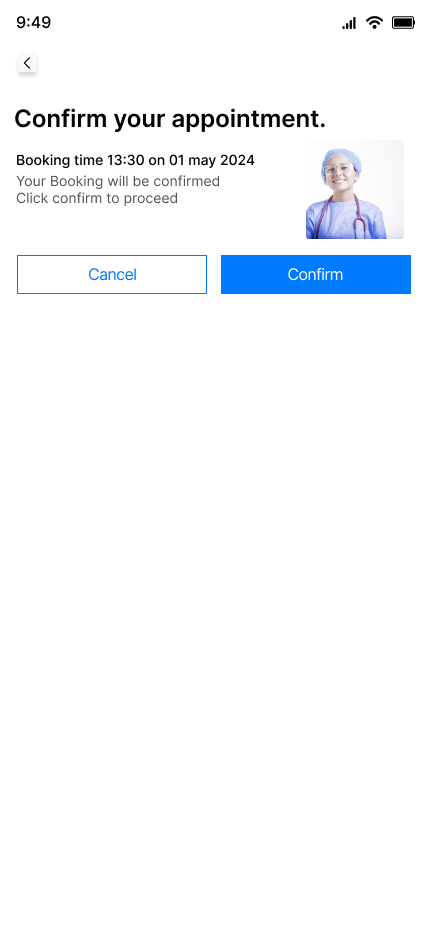 9:49
Confirm your appointment.
Booking time 13:30 on 01 may 2024
Your Booking will be confirmed
Click confirm to proceed
Cancel
Confirm